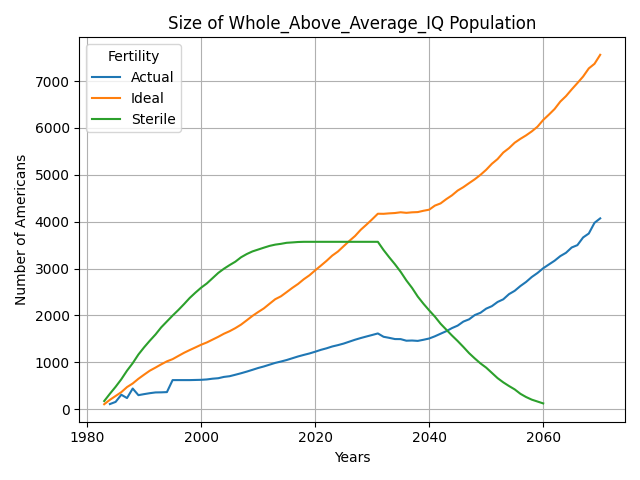 Size of Whole_Above_Average_IQ Population
Fertility
Actual
Ideal
Sterile
Number of Americans
7000
6000
5000
4000
3000
2000
1000
0
1980
2000
2020
2040
2060
Years